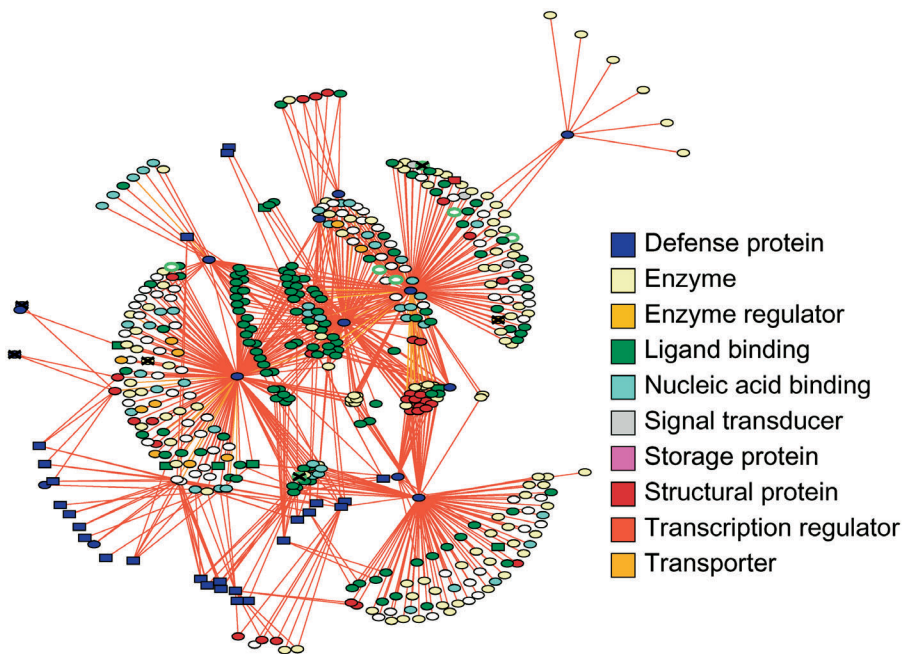 Defense protein
Enzyme
Enzyme regulator
Ligand binding
Nucleic acid binding
Signal transducer
Storage protein
Structural protein
Transcription regulator
Transporter